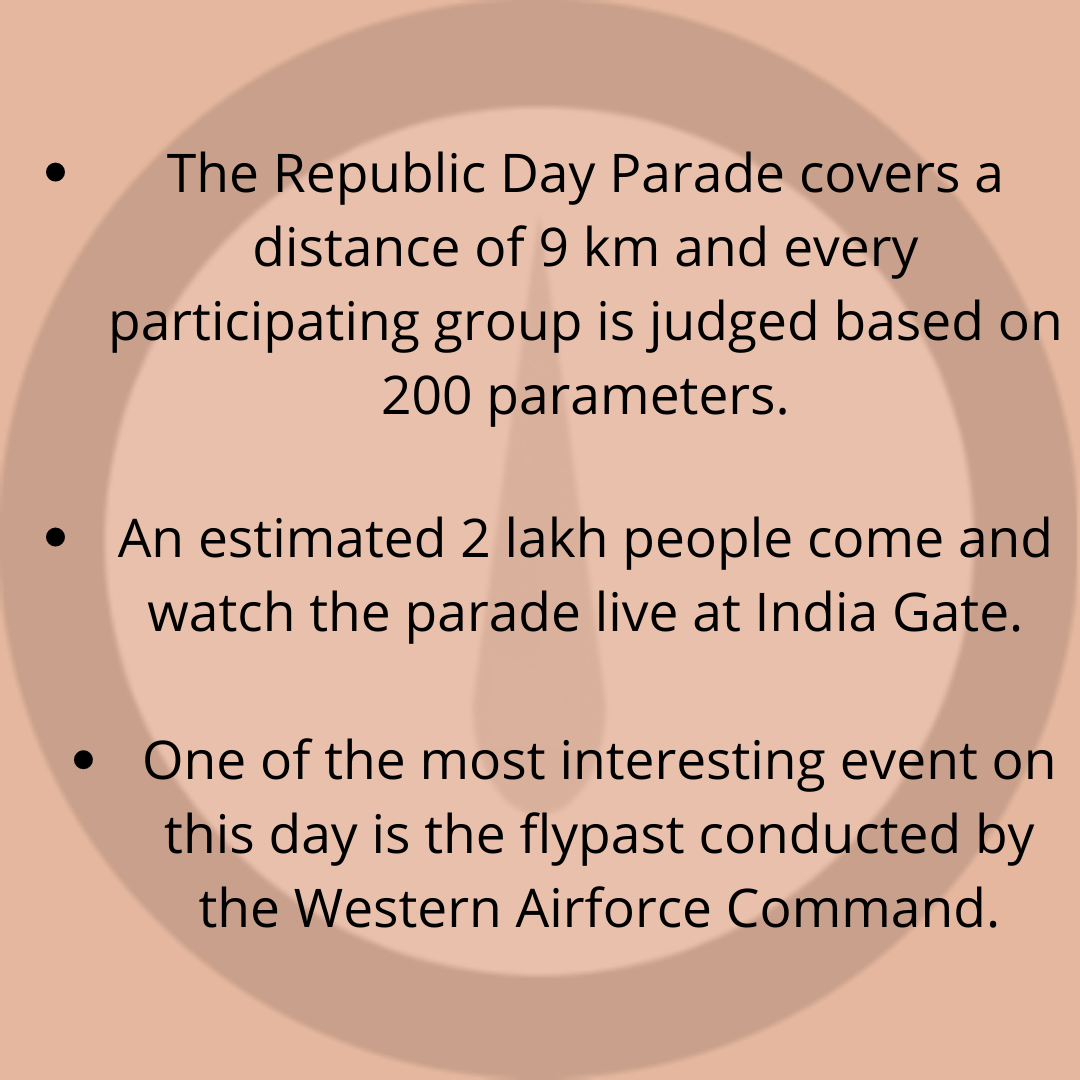 • The Republic Day Parade covers a
distance of 9 km and every
participating group is judged based on
200 parameters.
• An estimated 2 lakh people come and
watch the parade live at India Gate.
• One of the most interesting event on
this day is the flypast conducted by
the Western Airforce Command.